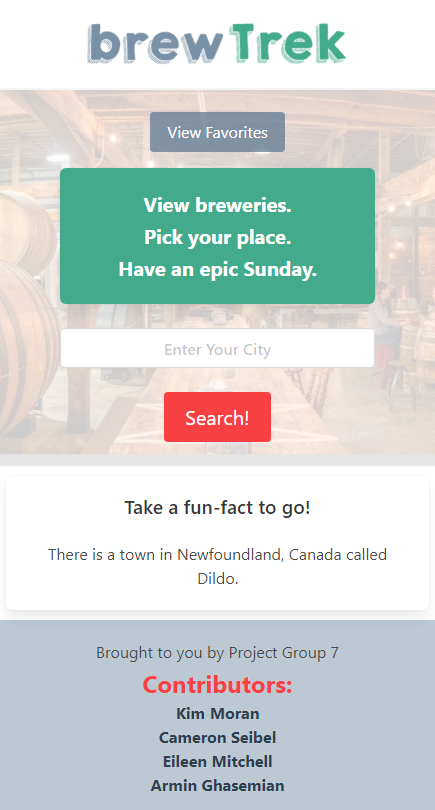 brewTrek
View Favorites
View breweries.
Pick your place.
Have an epic Sunday.
Enter Your City
Search!
Take a fun-fact to go!
There is a town in Newfoundland, Canada called
Dildo.
Brought to you by Project Group 7
Contributors:
Kim Moran
Cameron Seibel
Eileen Mitchell
Armin Ghasemian